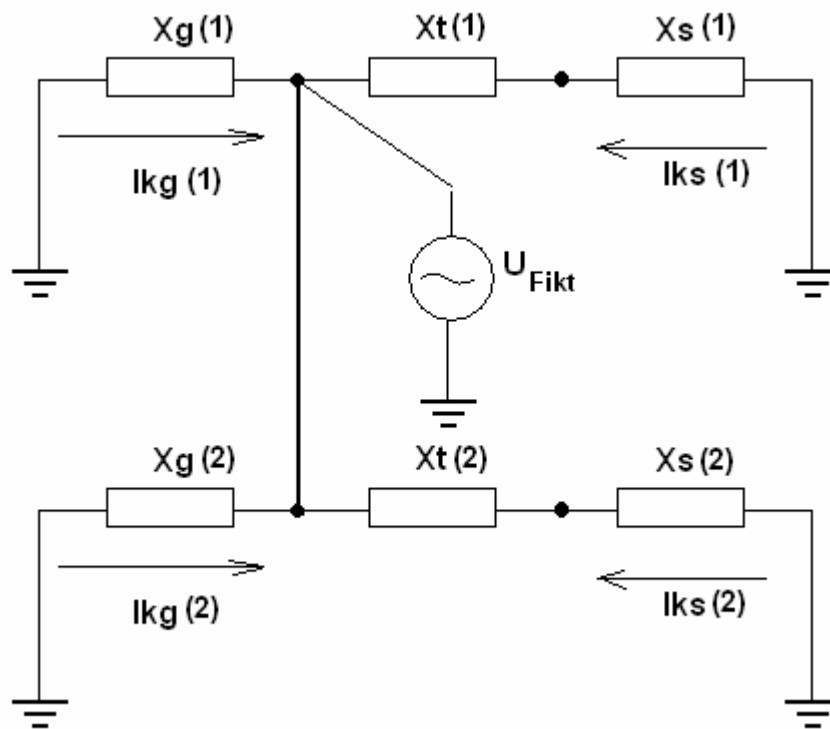 Xg(1) Xt(1) Xs(1)
Ikg(1) Iks(1)
U Fikt
Xg(2) Xt(2) Xs(2)
Ikg(2) Iks(2)